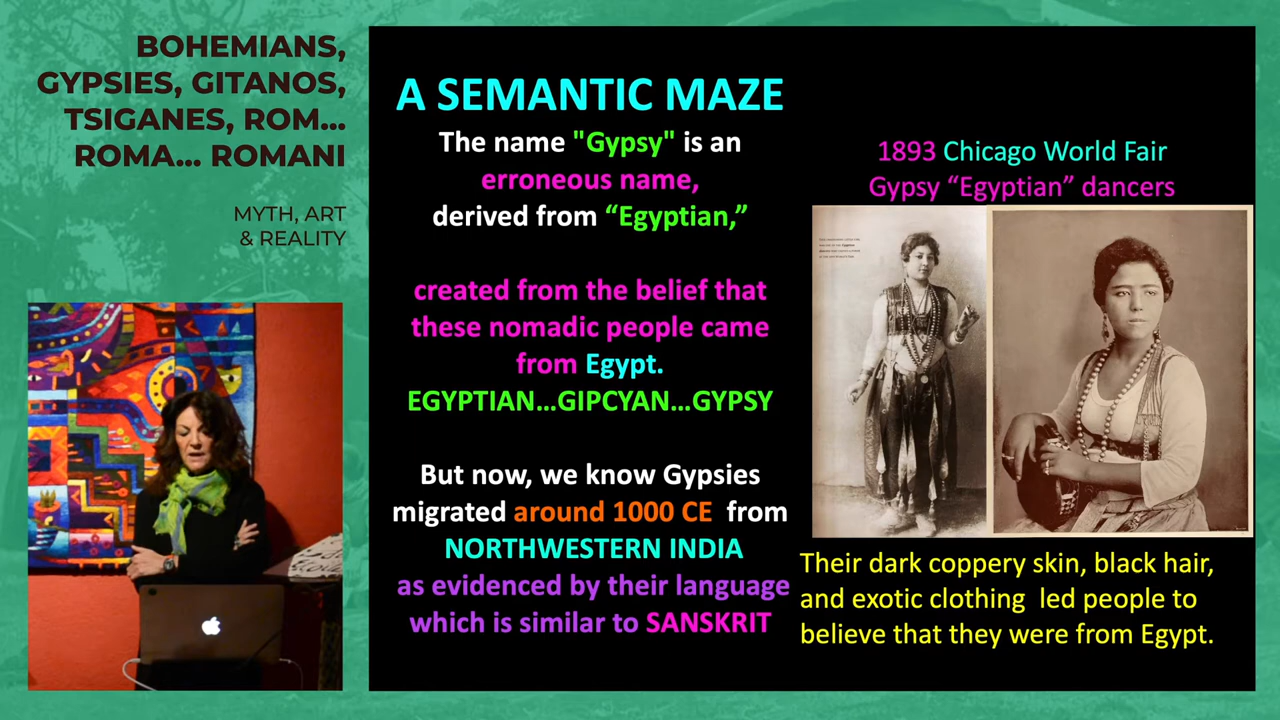 BOHEMIANS,
GYPSIES, GITANOS,
TSIGANES, ROM...
ROMA... ROMANI
MYTH, ART
& REALITY
A SEMANTIC MAZE
The name "Gypsy" is an
erroneous name,
derived from “Egyptian,”
created from the belief that
these nomadic people came
from Egypt.
EGYPTIAN...GIPCYAN...GYPSY
But now, we know Gypsies
migrated around 1000 CE from
NORTHWESTERN INDIA
as evidenced by their language
which is similar to SANSKRIT
1893 Chicago World Fair
Gypsy “Egyptian” dancers
Their dark coppery skin, black hair,
and exotic clothing led people to
believe that they were from Egypt.